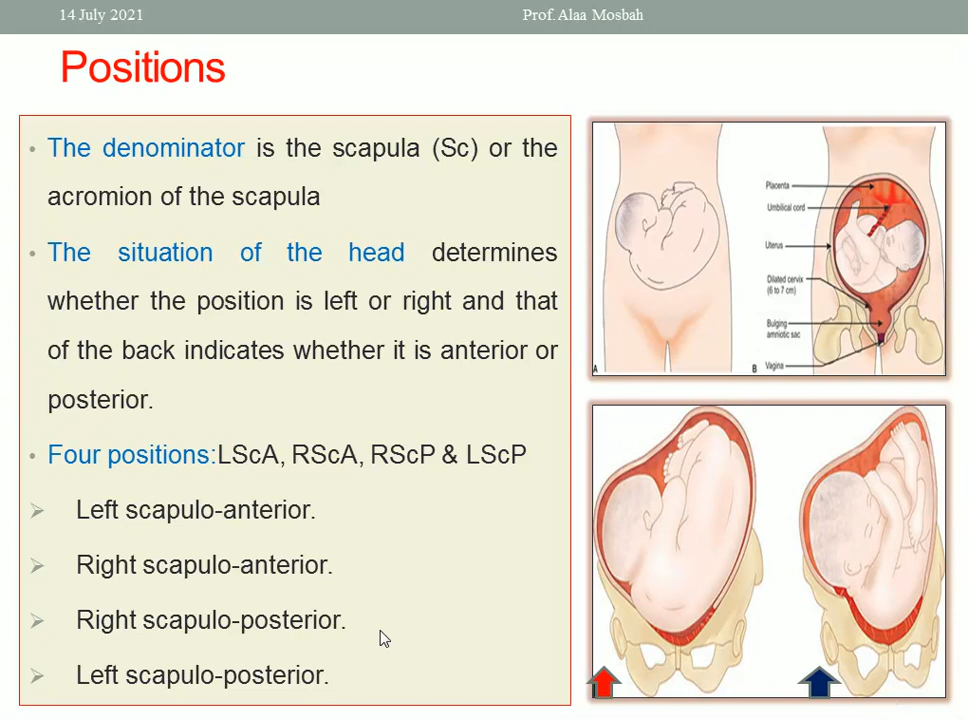 14 July 2021
Prof. Alaa Mosbah
Positions
• The denominator is the scapula (Sc) or the
acromion of the scapula
• The situation of the head determines
whether the position is left or right and that
of the back indicates whether it is anterior or
posterior.
• Four positions:LScA, RScA, RScP & LScP
Left scapulo-anterior.
Right scapulo-anterior.
Right scapulo-posterior.
Left scapulo-posterior.
Placenta
Umbilical cord
Uterus
Dilated cervix
(6 to 7 cm)
Bulging
amniotic sac
Vagina
A
B